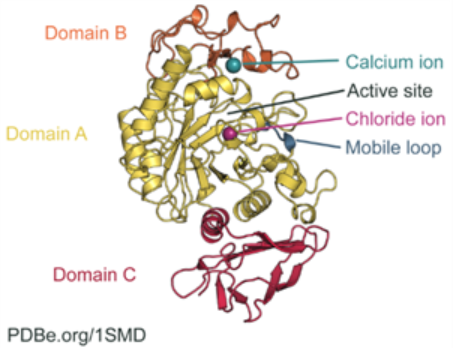 Domain B
Calcium ion
Active site
Chloride ion
Domain A
Mobile loop
Domain C
PDBe.org/1SMD